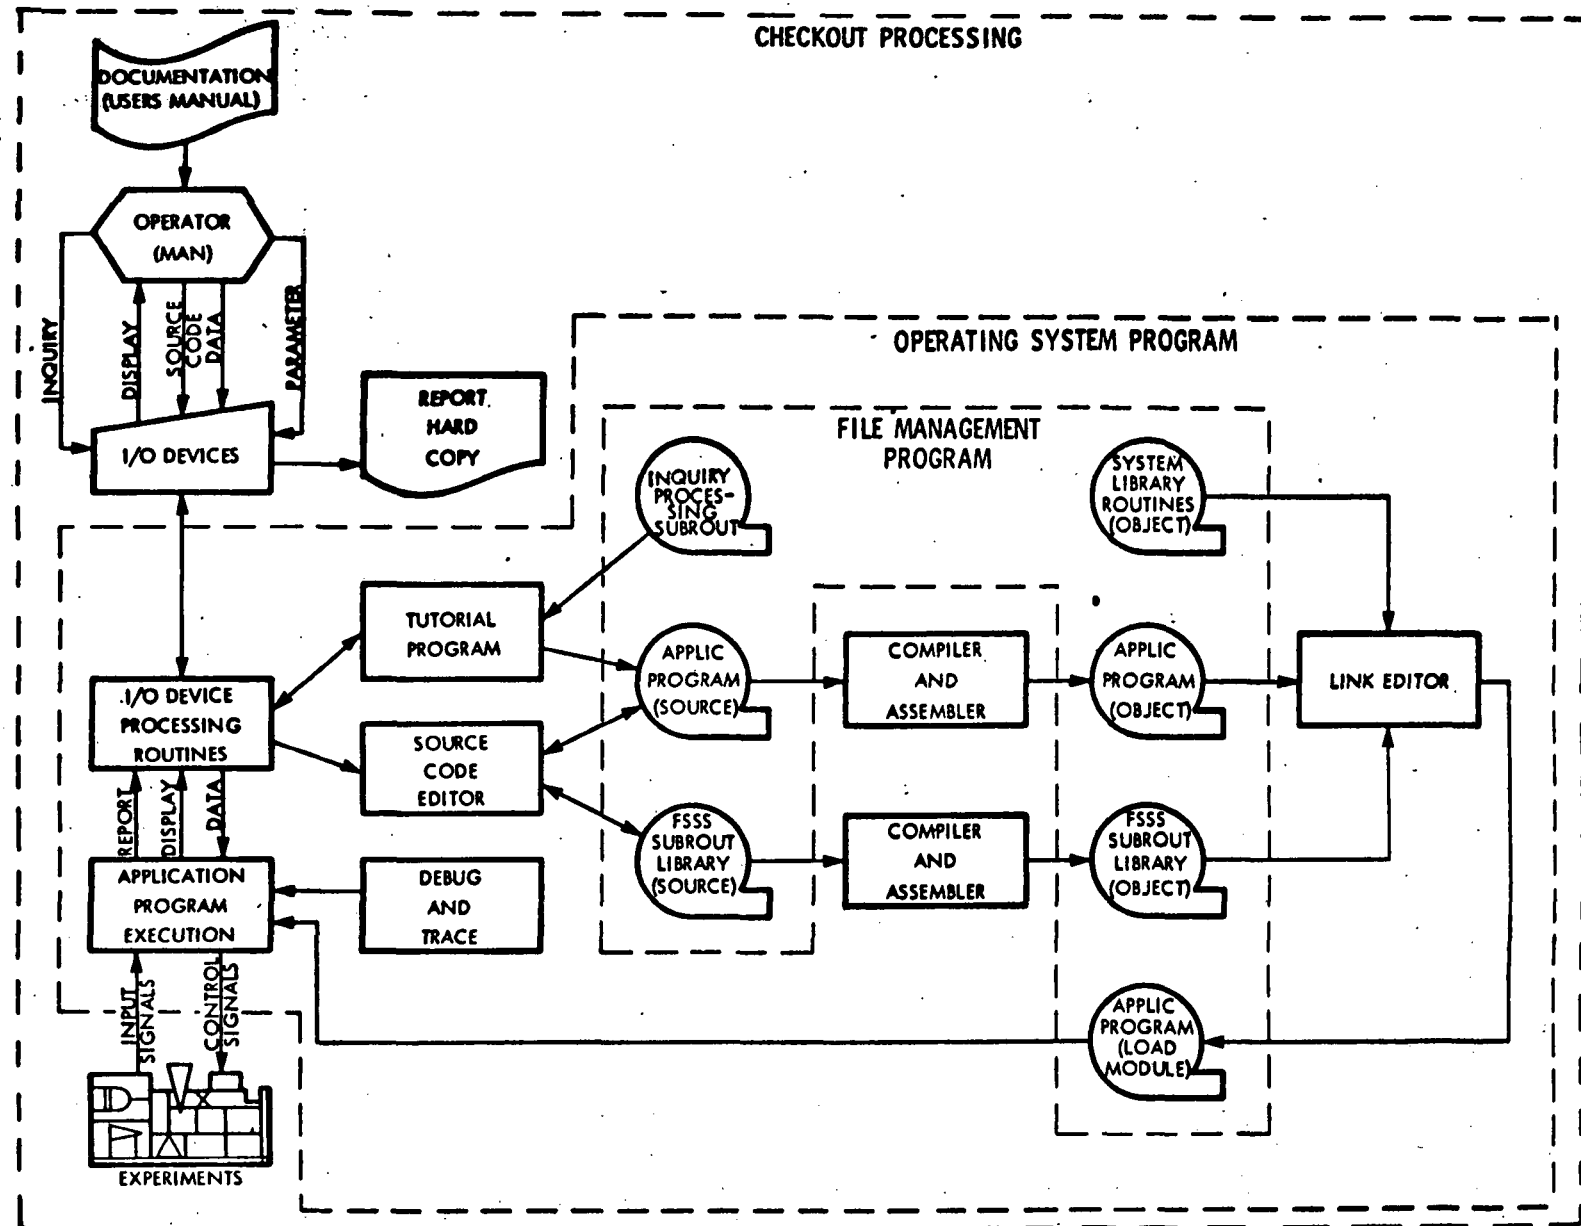 CHECKOUT PROCESSING
DOCUMENTATION
(USERS MANUAL)
OPERATOR
(MAN)
INQUIRY
DISPLAY
SOURCE
CODE
DATA
PARAMETER
I/O DEVICES
REPORT
HARD
COPY
OPERATING SYSTEM PROGRAM
FILE MANAGEMENT
PROGRAM
INQUIRY
PROCES-
SING
SUBROUT
SYSTEM
LIBRARY
ROUTINES
(OBJECT)
TUTORIAL
PROGRAM
APPLIC
PROGRAM
(SOURCE)
COMPILER
AND
ASSEMBLER
APPLIC
PROGRAM
(OBJECT)
LINK EDITOR
I/O DEVICE
PROCESSING
ROUTINES
SOURCE
CODE
EDITOR
REPORT
DISPLAY
DATA
FSSS
SUBROUT
LIBRARY
(SOURCE)
COMPILER
AND
ASSEMBLER
FSSS
SUBROUT
LIBRARY
(OBJECT)
APPLICATION
PROGRAM
EXECUTION
DEBUG
AND
TRACE
INPUT
SIGNALS
CONTROL
SIGNALS
APPLIC
PROGRAM
(LOAD
MODULE)
EXPERIMENTS